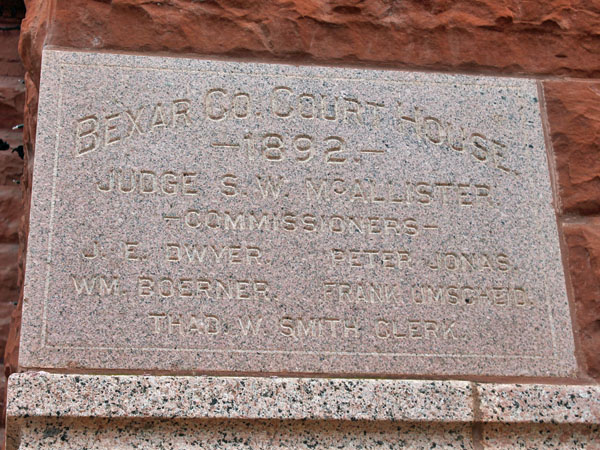 BEXAR CO. COURT HOUSE.
—1892.—
JUDGE S. W. McALLISTER
—COMMISSIONERS—
J. E. DWYER. PETER JONAS.
WM. BOERNER. FRANK UMSCHEID.
THAD. W. SMITH CLERK